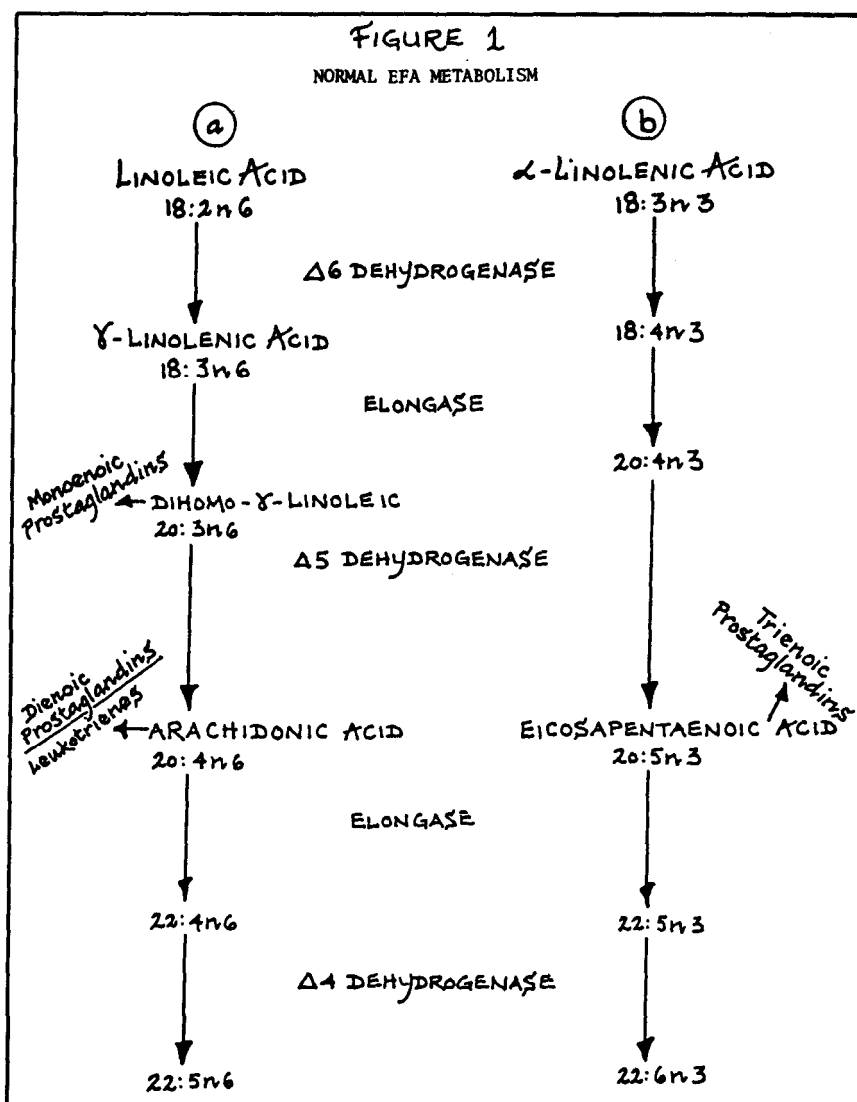 FIGURE 1
NORMAL EFA METABOLISM
a
b
LINOLEIC ACID
18:2n6
α-LINOLENIC ACID
18:3n3
Δ6 DEHYDROGENASE
γ-LINOLENIC ACID
18:3n6
18:4n3
ELONGASE
20:4n3
Monoenoic
Prostaglandins
DIHOMO-γ-LINOLEIC
20:3n6
Δ5 DEHYDROGENASE
Trienoic
Prostaglandins
Dienoic
Prostaglandins
Leukotrienes
ARACHIDONIC ACID
20:4n6
EICOSAPENTAENOIC ACID
20:5n3
ELONGASE
22:4n6
22:5n3
Δ4 DEHYDROGENASE
22:5n6
22:6n3